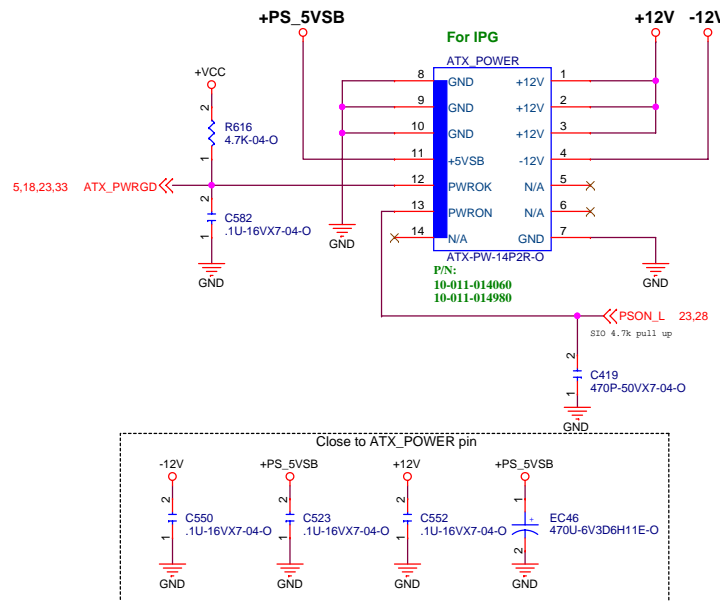 +PS_5VSB
+12V
-12V
For IPG
ATX_POWER
+VCC
8 GND +12V 1
9 GND +12V 2
10 GND +12V 3
11 +5VSB -12V 4
12 PWROK N/A 5
13 PWRON N/A 6
14 N/A GND 7
ATX-PW-14P2R-O
P/N:
10-011-014060
10-011-014980
2
R616
4.7K-04-O
1
5,18,23,33 ATX_PWRGD
2
C582
.1U-16VX7-04-O
1
GND
GND
GND
PSON_L 23,28
SIO 4.7k pull up
2
C419
470P-50VX7-04-O
1
GND
Close to ATX_POWER pin
-12V
2
C550
.1U-16VX7-04-O
1
GND
+PS_5VSB
2
C523
.1U-16VX7-04-O
1
GND
+12V
2
C552
.1U-16VX7-04-O
1
GND
+PS_5VSB
1
+
EC46
470U-6V3D6H11E-O
2
GND